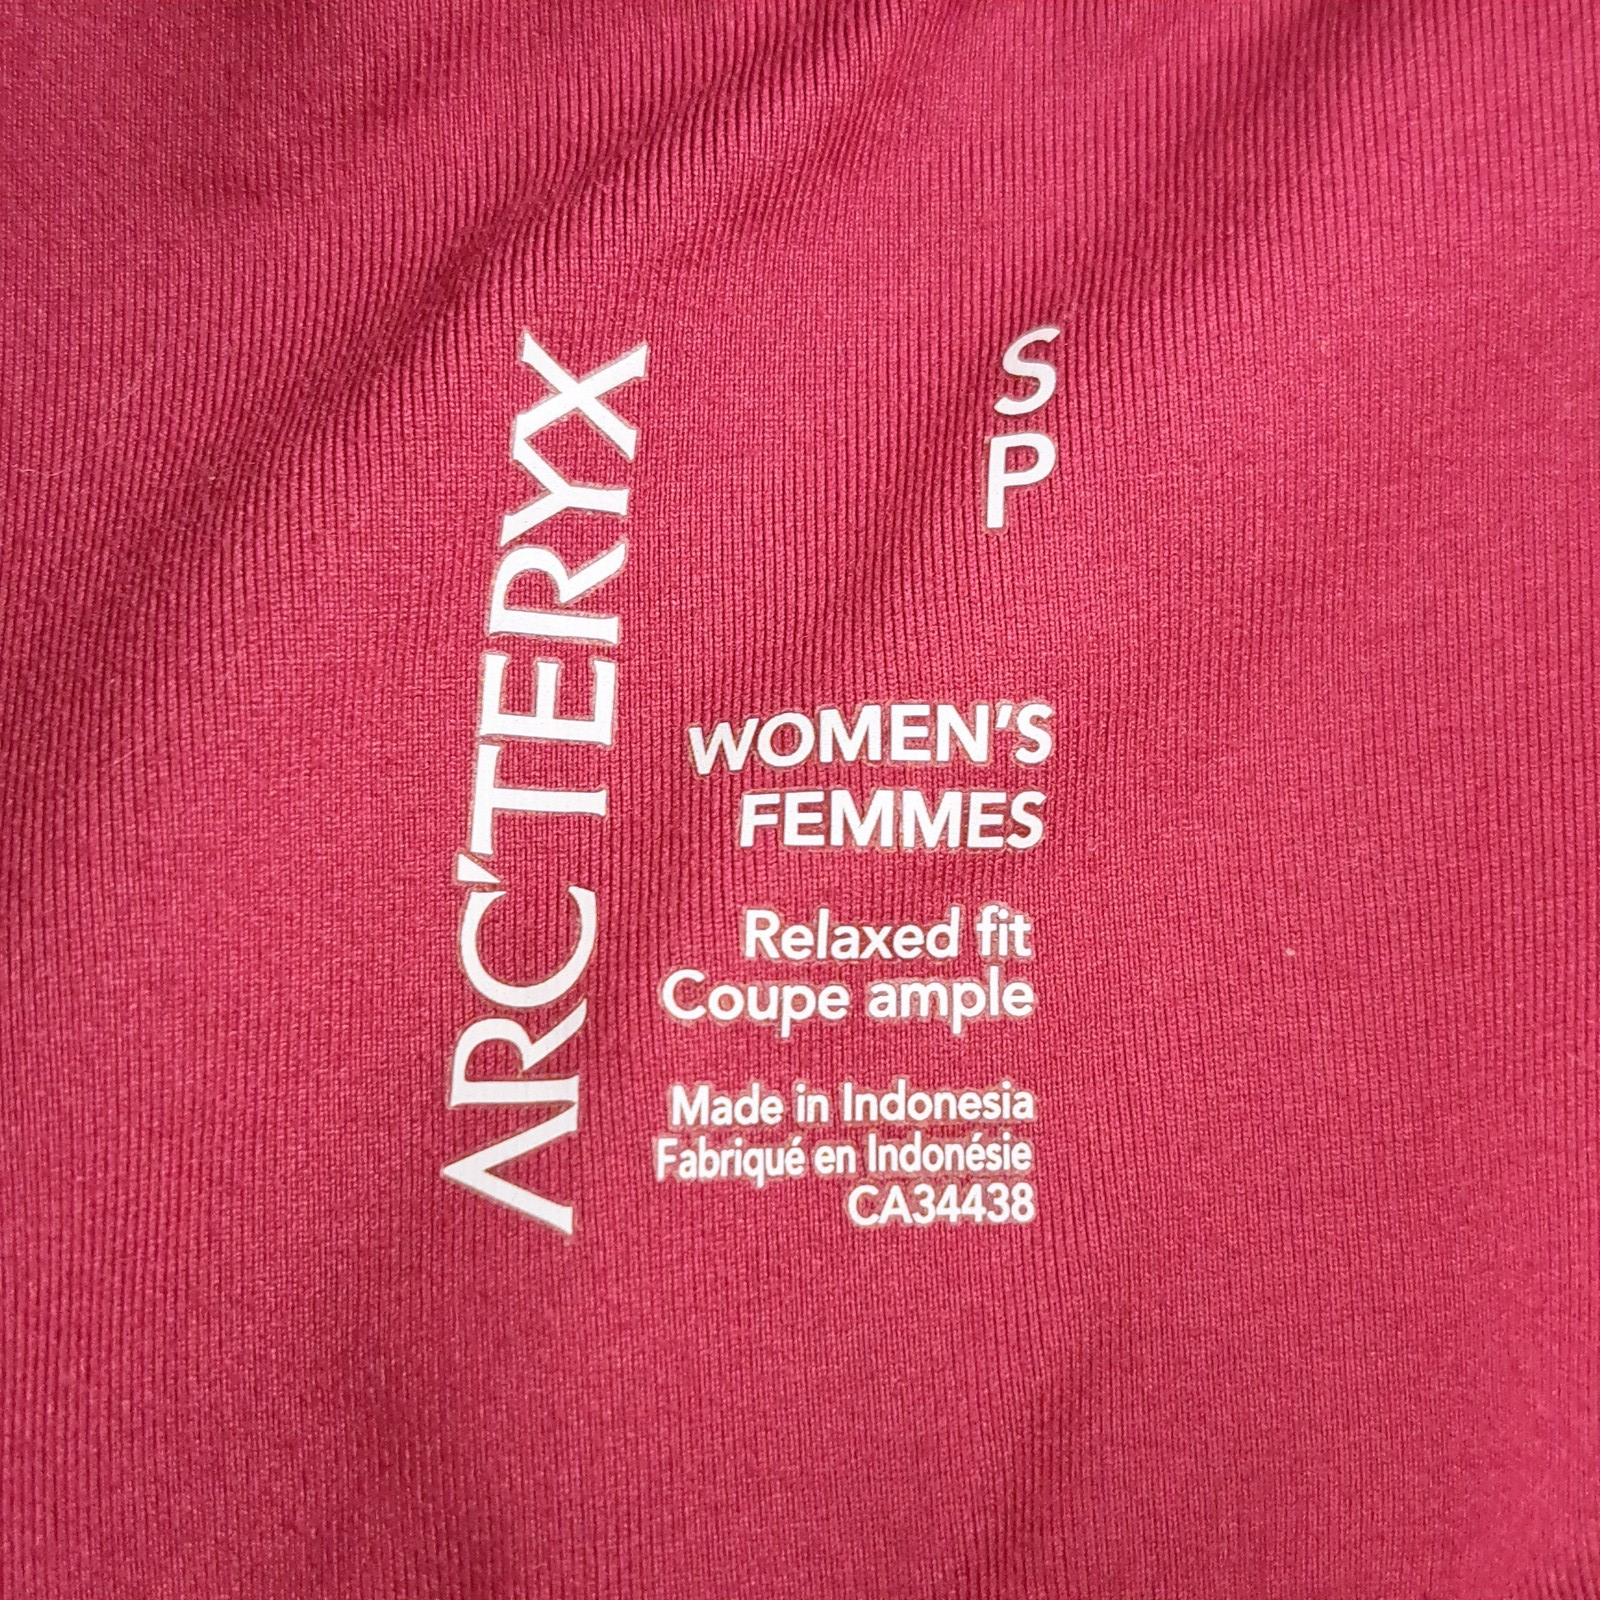 ARC'TERYX
S
P
WOMEN'S
FEMMES
Relaxed fit
Coupe ample
Made in Indonesia
Fabriqué en Indonésie
CA34438